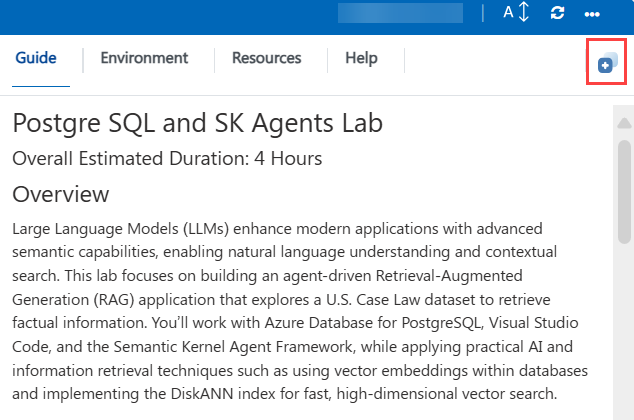 A
Guide Environment Resources Help
Postgre SQL and SK Agents Lab
Overall Estimated Duration: 4 Hours
Overview
Large Language Models (LLMs) enhance modern applications with advanced
semantic capabilities, enabling natural language understanding and contextual
search. This lab focuses on building an agent-driven Retrieval-Augmented
Generation (RAG) application that explores a U.S. Case Law dataset to retrieve
factual information. You’ll work with Azure Database for PostgreSQL, Visual Studio
Code, and the Semantic Kernel Agent Framework, while applying practical AI and
information retrieval techniques such as using vector embeddings within databases
and implementing the DiskANN index for fast, high-dimensional vector search.